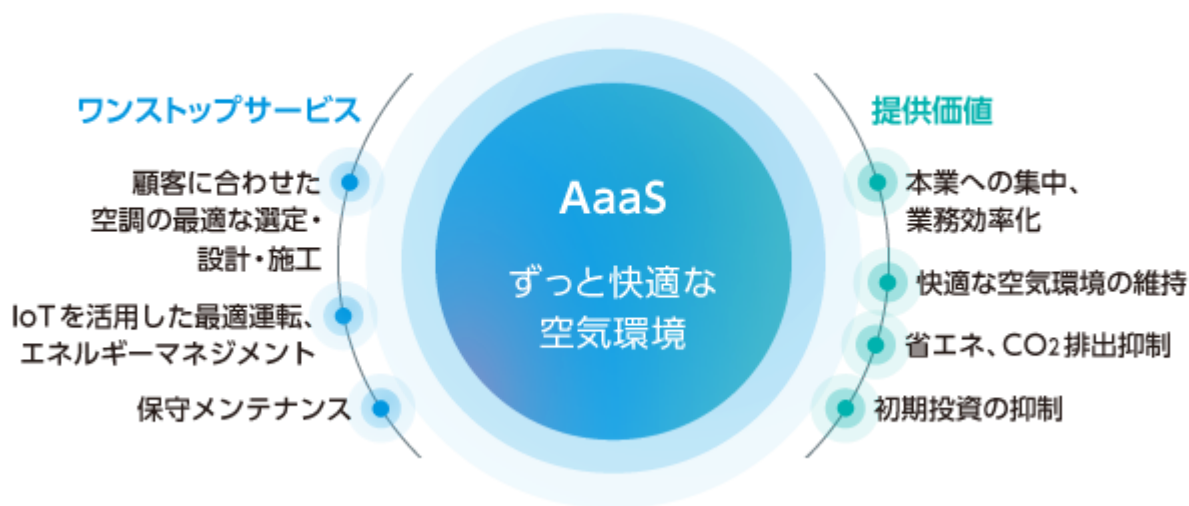 ワンストップサービス
顧客に合わせた
空調の最適な選定・
設計・施工
IoTを活用した最適運転、
エネルギーマネジメント
保守メンテナンス
AaaS
ずっと快適な
空気環境
提供価値
本業への集中、
業務効率化
快適な空気環境の維持
省エネ、CO2排出抑制
初期投資の抑制